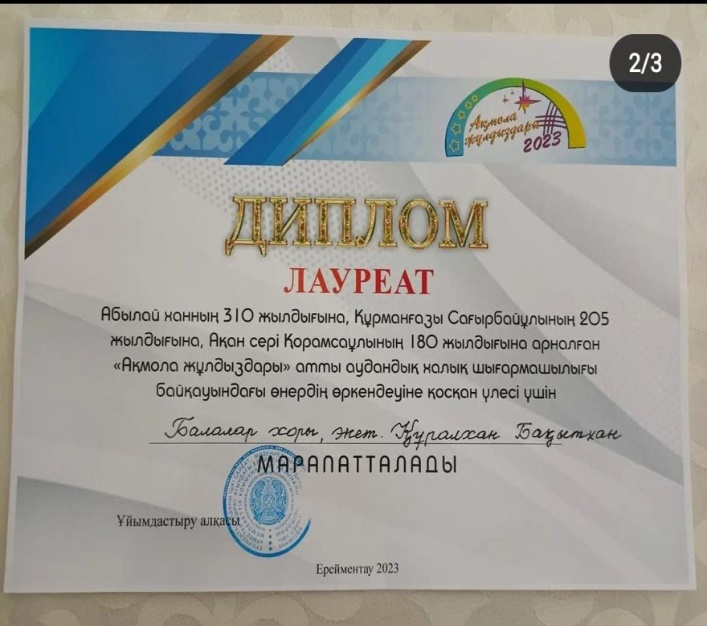 2/3
Ақмола
жұлдыздары
2023
ДИПЛОМ
ЛАУРЕАТ
Абылай ханның 310 жылдығына, Құрманғазы Сағырбайұлының 205
жылдығына, Ақан сері Қорамсаұлының 180 жылдығына арналған
«Ақмола жұлдыздары» атты аудандық халық шығармашылығы
байқауындағы өнердің өркендеуіне қосқан үлесі үшін
Балалар хоры, жет. Құралхан Бақытхан
МАРАПАТТАЛАДЫ
Ұйымдастыру алқасы
Ерейментау 2023